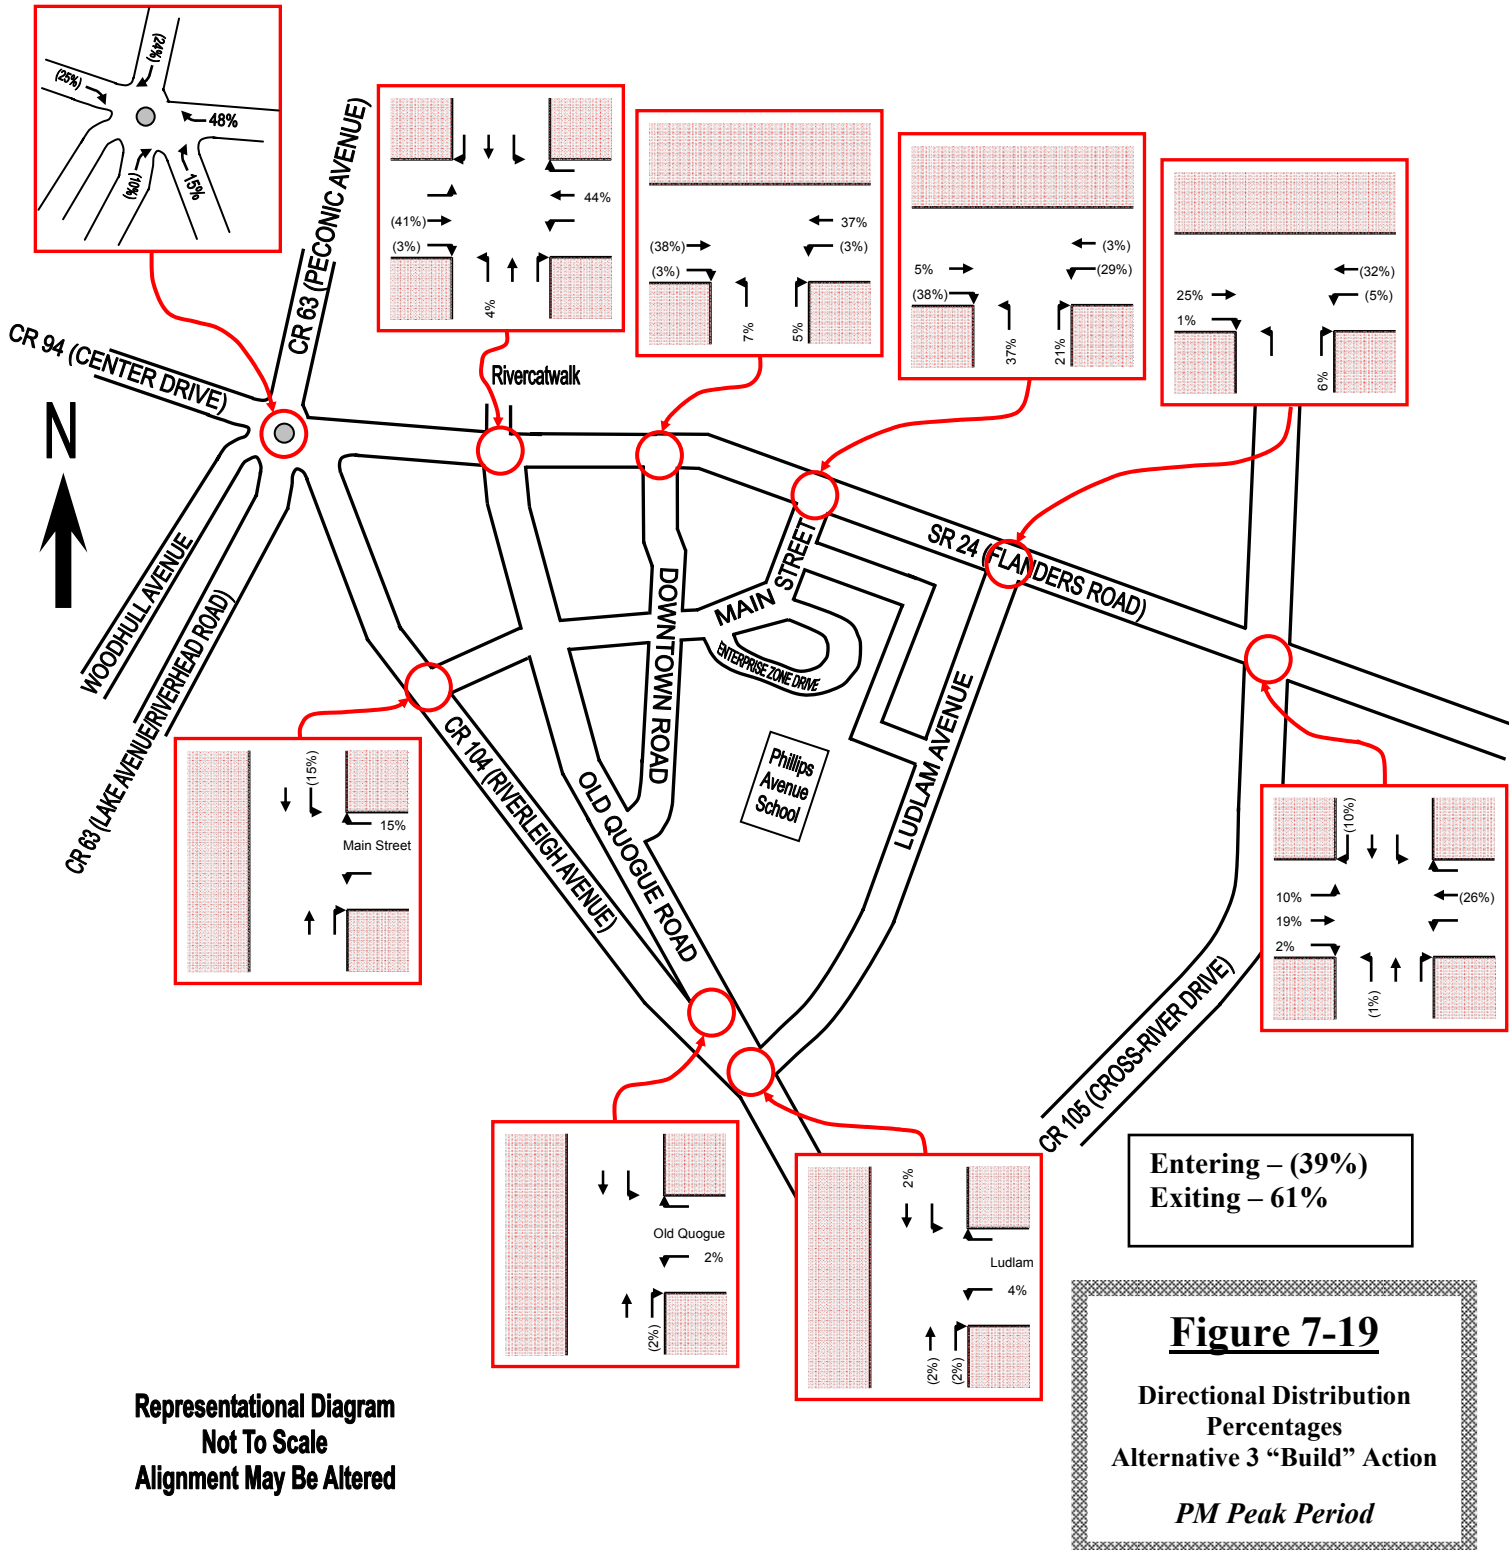 (24%)
(25%)
48%
(10%)
15%
CR 63 (PECONIC AVENUE)
CR 94 (CENTER DRIVE)
N
44%
(41%)
(3%)
4%
Rivercatwalk
37%
(38%)
(3%)
(3%)
7%
5%
(3%)
5%
(29%)
(38%)
37%
21%
(32%)
25%
(5%)
1%
6%
WOODHULL AVENUE
CR 63 (LAKE AVENUE/RIVERHEAD ROAD)
SR 24 (FLANDERS ROAD)
MAIN STREET
DOWNTOWN ROAD
ENTERPRISE ZONE DRIVE
LUDLAM AVENUE
Phillips
Avenue
School
CR 104 (RIVERLEIGH AVENUE)
OLD QUOGUE ROAD
CR 105 (CROSS-RIVER DRIVE)
(15%)
15%
Main Street
(10%)
10%
(26%)
19%
2%
(1%)
Old Quogue
2%
(2%)
2%
Ludlam
4%
(2%)
(2%)
Entering – (39%)
Exiting – 61%
Representational Diagram
Not To Scale
Alignment May Be Altered
Figure 7-19
Directional Distribution
Percentages
Alternative 3 “Build” Action
PM Peak Period